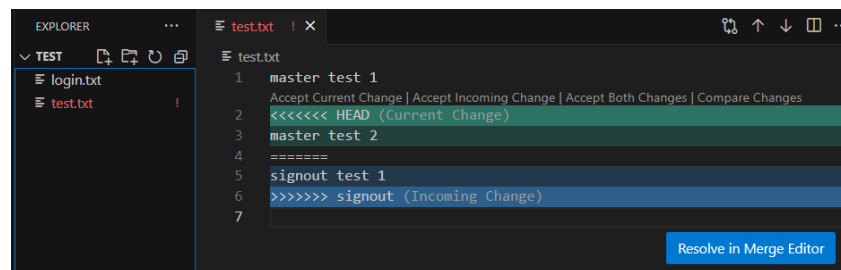 EXPLORER ···
TEST
login.txt
test.txt !
test.txt ! ×
test.txt
1 master test 1
Accept Current Change | Accept Incoming Change | Accept Both Changes | Compare Changes
2 <<<<<<< HEAD (Current Change)
3 master test 2
4 =======
5 signout test 1
6 >>>>>>> signout (Incoming Change)
7
Resolve in Merge Editor